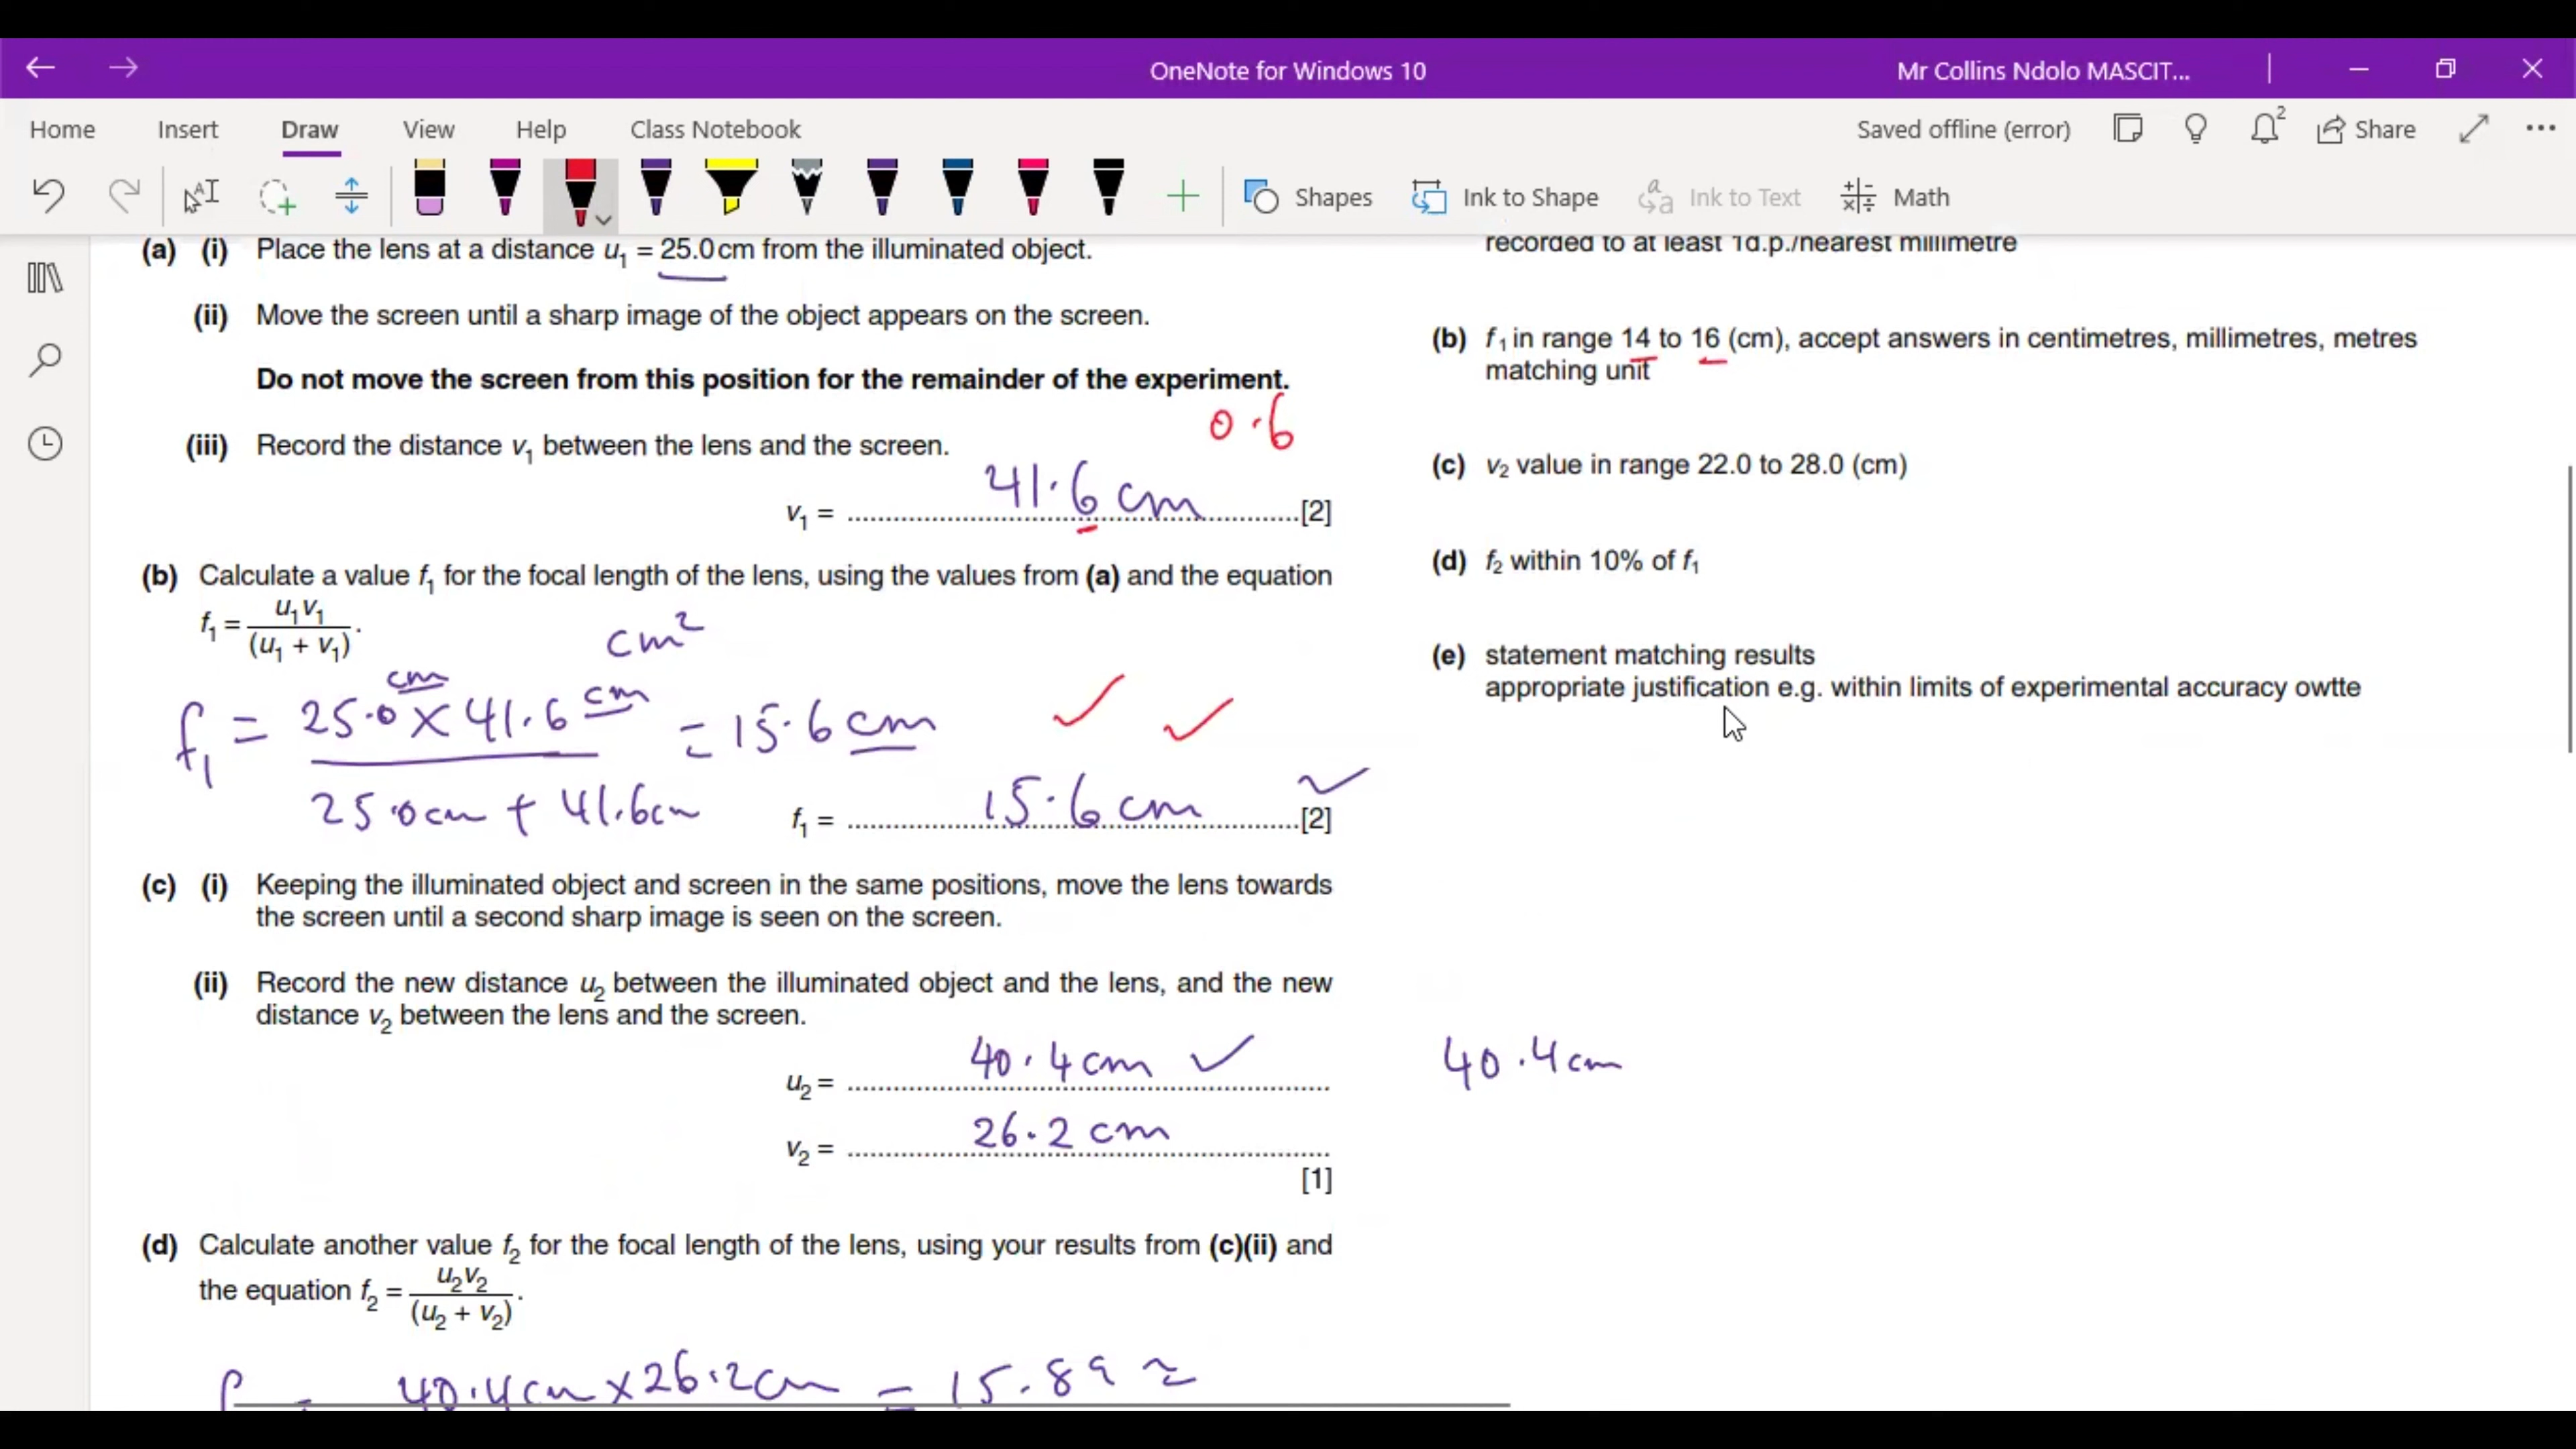 OneNote for Windows 10
Mr Collins Ndolo MASCIT...
Home Insert Draw View Help Class Notebook
Saved offline (error) 2 Share
Shapes Ink to Shape Ink to Text Math
(a) (i) Place the lens at a distance u1 = 25.0cm from the illuminated object.
(ii) Move the screen until a sharp image of the object appears on the screen.
Do not move the screen from this position for the remainder of the experiment.
0.6
(iii) Record the distance v1 between the lens and the screen.
41.6 cm
v1 = ........ [2]
(b) Calculate a value f1 for the focal length of the lens, using the values from (a) and the equation
f1 = u1v1 / (u1 + v1).
cm²
f1 = 25.0 cm × 41.6 cm / 25.0cm + 41.6cm = 15.6 cm
15.6 cm
f1 = ........ [2]
(c) (i) Keeping the illuminated object and screen in the same positions, move the lens towards
the screen until a second sharp image is seen on the screen.
(ii) Record the new distance u2 between the illuminated object and the lens, and the new
distance v2 between the lens and the screen.
40.4cm ✓
u2 = ........
26.2 cm
v2 = ........
[1]
(d) Calculate another value f2 for the focal length of the lens, using your results from (c)(ii) and
the equation f2 = u2v2 / (u2 + v2).
40.4cm × 26.2cm = 15.89 ≈
recorded to at least 1d.p./nearest millimetre
(b) f1 in range 14 to 16 (cm), accept answers in centimetres, millimetres, metres
matching unit
(c) v2 value in range 22.0 to 28.0 (cm)
(d) f2 within 10% of f1
(e) statement matching results
appropriate justification e.g. within limits of experimental accuracy owtte
40.4cm